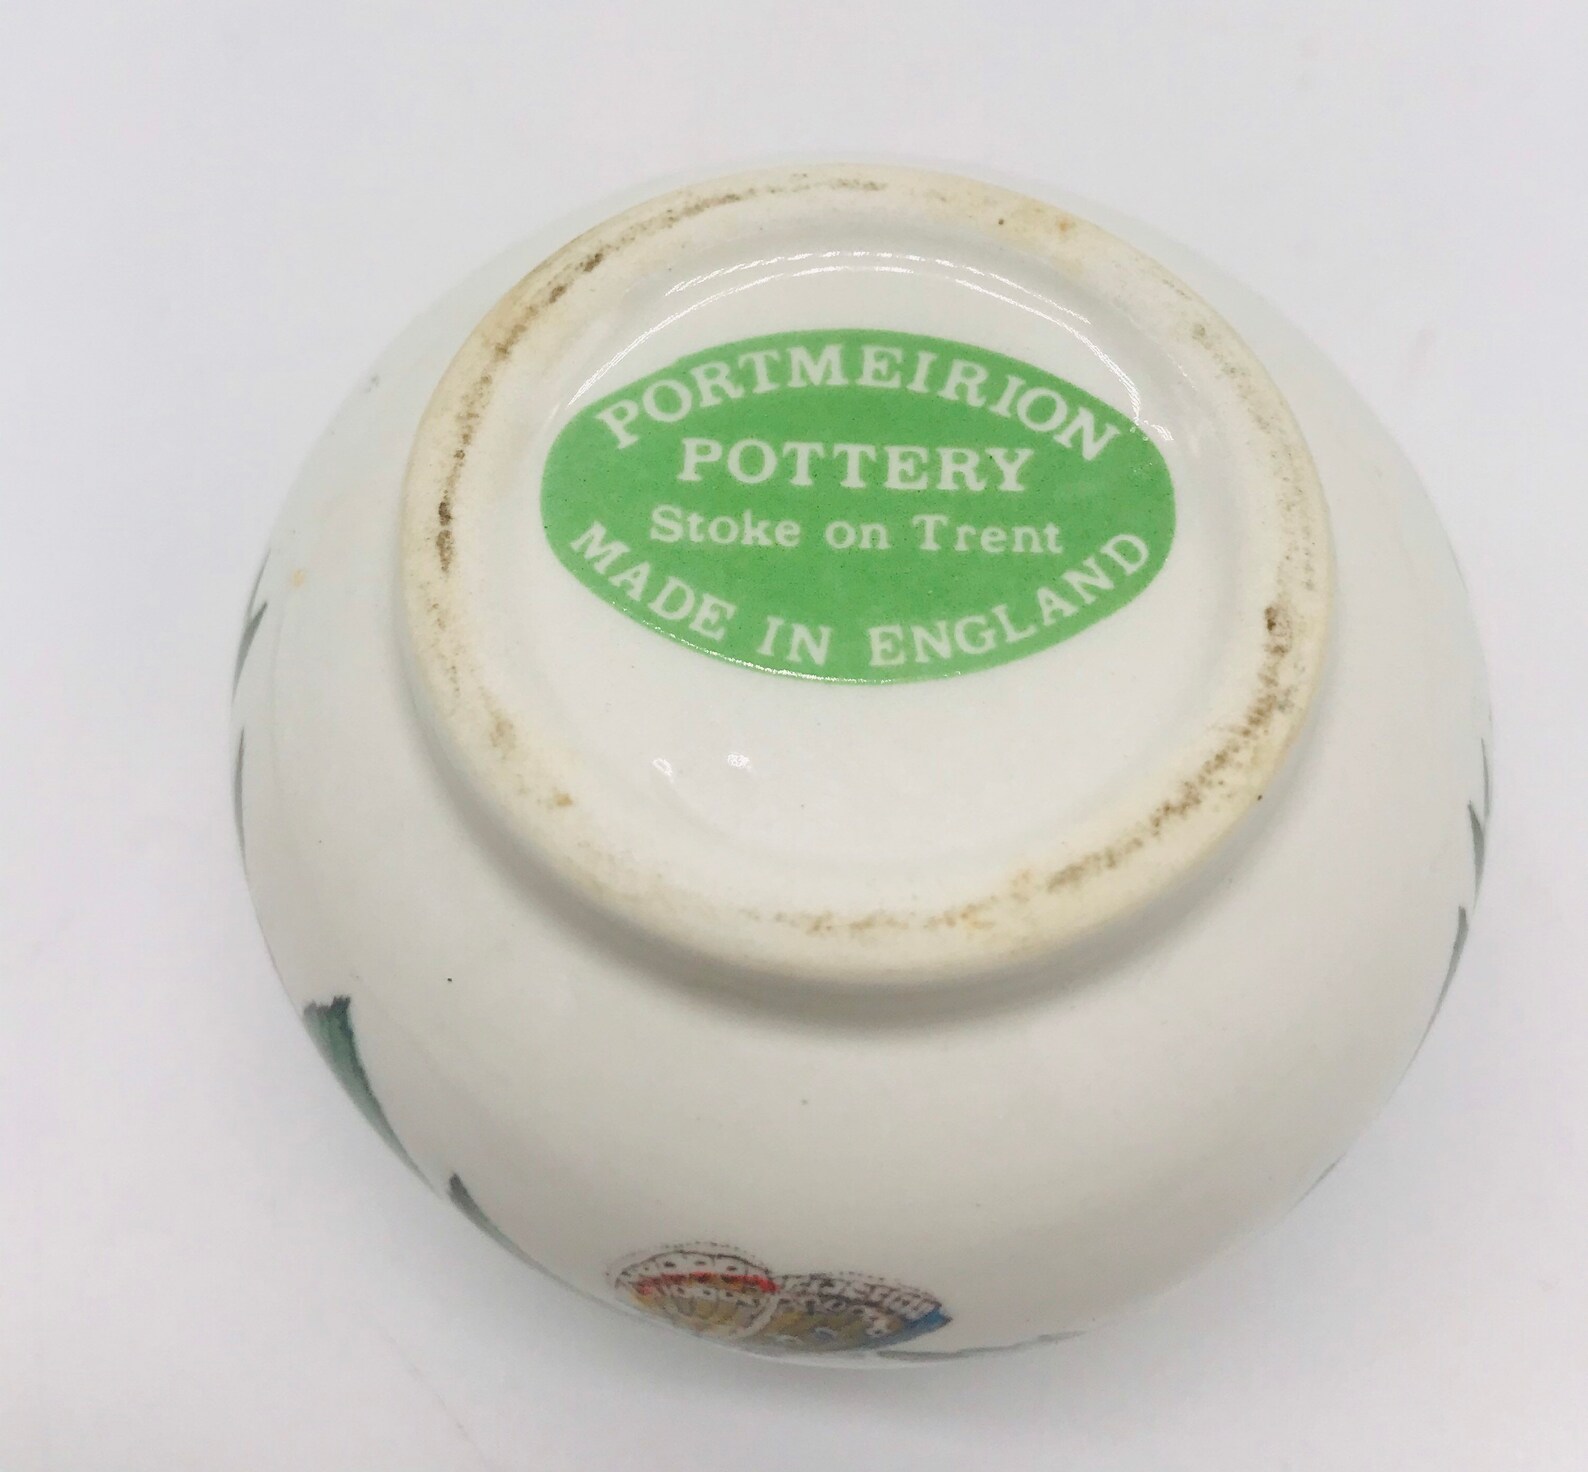 PORTMEIRION
POTTERY
Stoke on Trent
MADE IN ENGLAND